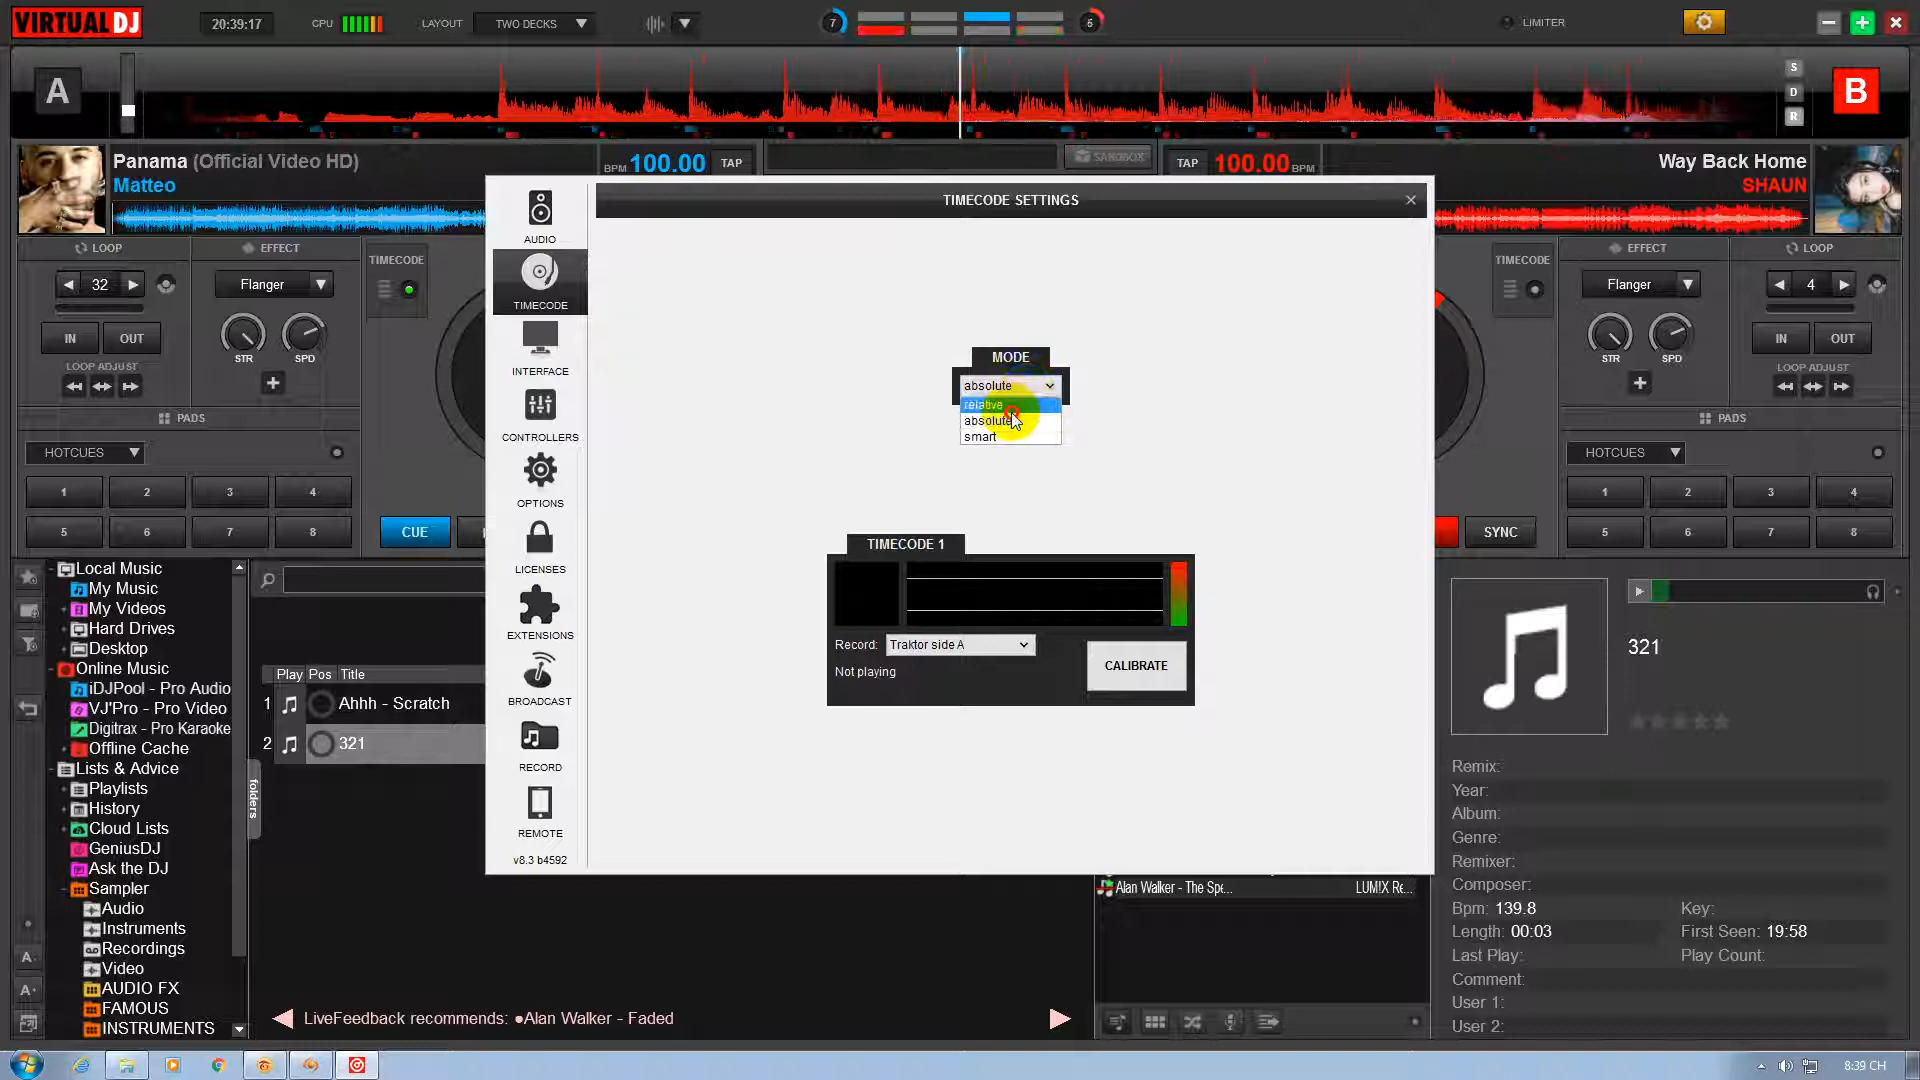 VIRTUAL DJ
20:39:17
CPU
LAYOUT
TWO DECKS
7
6
LIMITER
A
S
D
R
B
Panama (Official Video HD)
Matteo
BPM 100.00 TAP
SANDBOX
TAP 100.00 BPM
Way Back Home
SHAUN
LOOP
EFFECT
TIMECODE
32
Flanger
STR
SPD
IN
OUT
LOOP ADJUST
PADS
HOTCUES
1 2 3 4
5 6 7 8
CUE
AUDIO
TIMECODE
INTERFACE
CONTROLLERS
OPTIONS
LICENSES
EXTENSIONS
BROADCAST
RECORD
REMOTE
v8.3 b4592
TIMECODE SETTINGS
MODE
absolute
relative
absolute
smart
TIMECODE 1
Record: Traktor side A
Not playing
CALIBRATE
TIMECODE
EFFECT
LOOP
Flanger
4
STR
SPD
IN
OUT
LOOP ADJUST
PADS
HOTCUES
1 2 3 4
5 6 7 8
SYNC
Local Music
My Music
My Videos
Hard Drives
Desktop
Online Music
iDJPool - Pro Audio
VJ'Pro - Pro Video
Digitrax - Pro Karaoke
Offline Cache
Lists & Advice
Playlists
History
Cloud Lists
GeniusDJ
Ask the DJ
Sampler
Audio
Instruments
Recordings
Video
AUDIO FX
FAMOUS
INSTRUMENTS
folders
Play Pos Title
1 Ahhh - Scratch
2 321
LiveFeedback recommends: •Alan Walker - Faded
Alan Walker - The Spe... LUM!X Re...
321
Remix:
Year:
Album:
Genre:
Remixer:
Composer:
Bpm: 139.8 Key:
Length: 00:03 First Seen: 19:58
Last Play: Play Count:
Comment:
User 1:
User 2:
8:39 CH